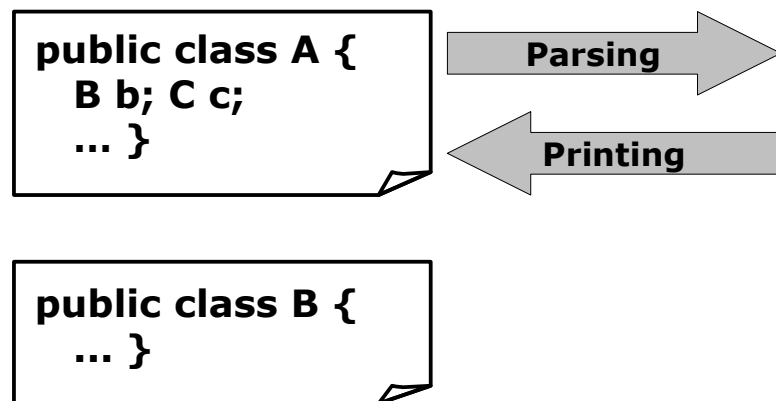 public class A {
B b; C c;
... }
Parsing
Printing
public class B {
... }